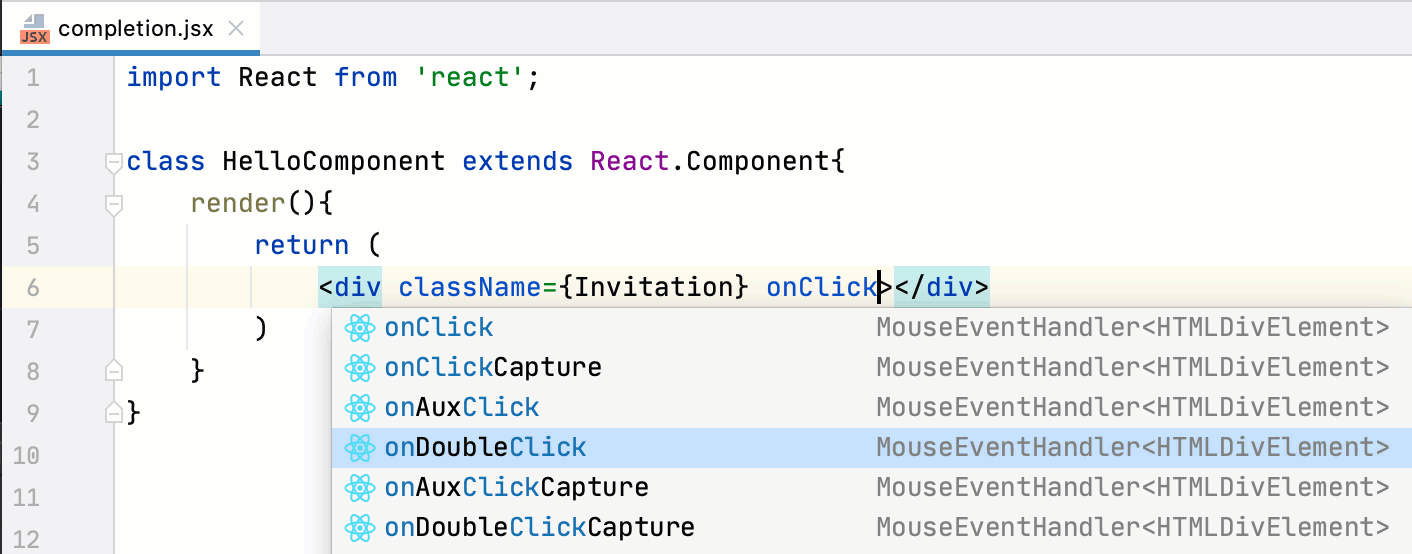 JSX completion.jsx
1 import React from 'react';
2
3 class HelloComponent extends React.Component{
4 render(){
5 return (
6 <div className={Invitation} onClick></div>
7 )
8 }
9 }
10
11
12
onClick MouseEventHandler<HTMLDivElement>
onClickCapture MouseEventHandler<HTMLDivElement>
onAuxClick MouseEventHandler<HTMLDivElement>
onDoubleClick MouseEventHandler<HTMLDivElement>
onAuxClickCapture MouseEventHandler<HTMLDivElement>
onDoubleClickCapture MouseEventHandler<HTMLDivElement>